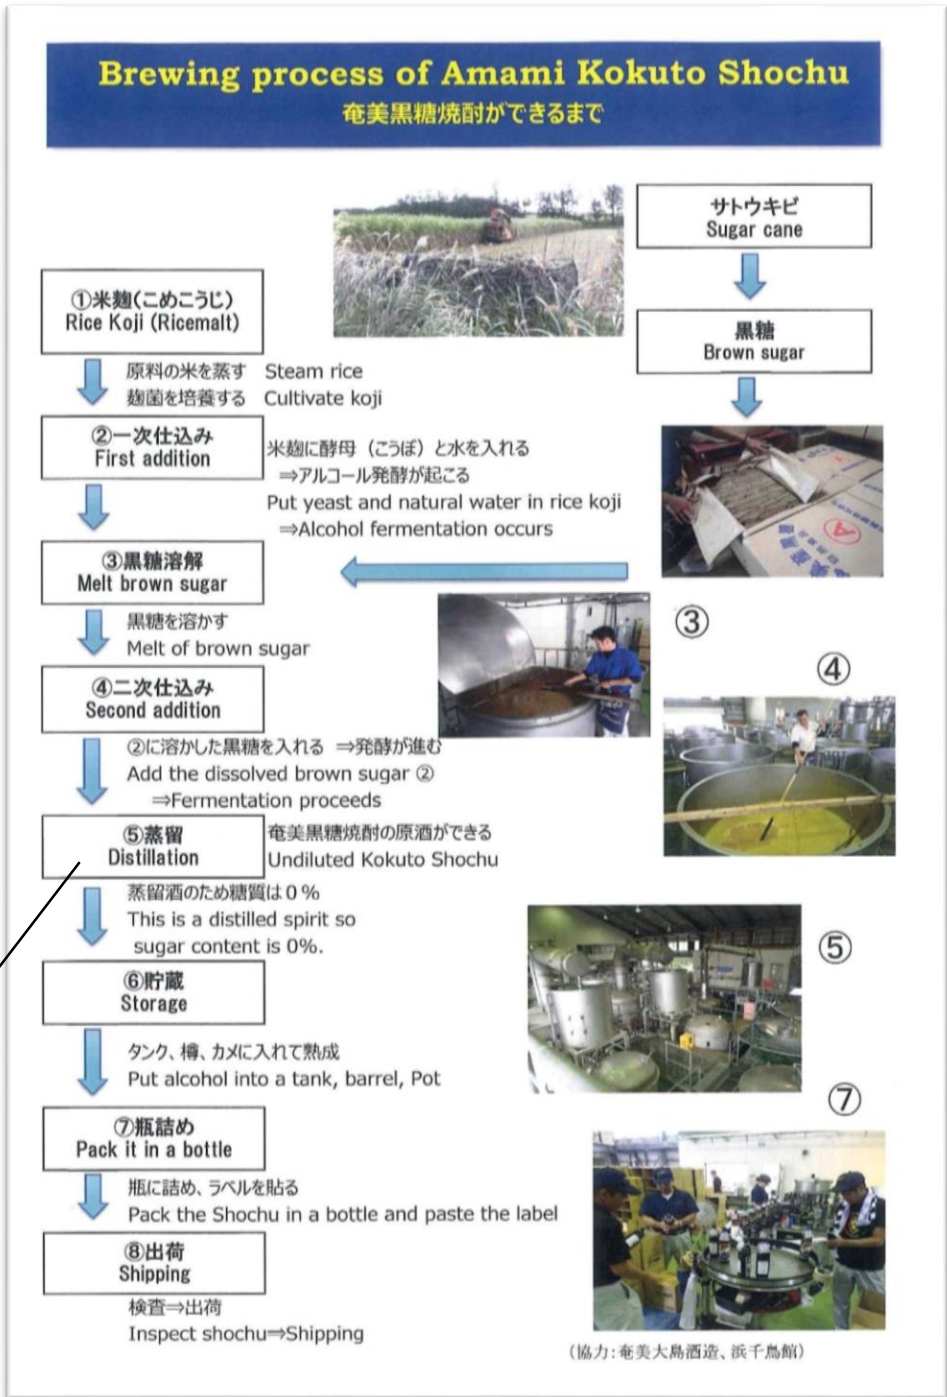 Brewing process of Amami Kokuto Shochu
奄美黒糖焼酎ができるまで
サトウキビ
Sugar cane
黒糖
Brown sugar
①米麹(こめこうじ)
Rice Koji (Ricemalt)
原料の米を蒸す Steam rice
麹菌を培養する Cultivate koji
②一次仕込み
First addition
米麹に酵母（こうぼ）と水を入れる
⇒アルコール発酵が起こる
Put yeast and natural water in rice koji
⇒Alcohol fermentation occurs
③黒糖溶解
Melt brown sugar
黒糖を溶かす
Melt of brown sugar
③
④
④二次仕込み
Second addition
②に溶かした黒糖を入れる ⇒発酵が進む
Add the dissolved brown sugar ②
⇒Fermentation proceeds
⑤蒸留
Distillation
奄美黒糖焼酎の原酒ができる
Undiluted Kokuto Shochu
蒸留酒のため糖質は０％
This is a distilled spirit so
sugar content is 0%.
⑤
⑥貯蔵
Storage
タンク、樽、カメに入れて熟成
Put alcohol into a tank, barrel, Pot
⑦
⑦瓶詰め
Pack it in a bottle
瓶に詰め、ラベルを貼る
Pack the Shochu in a bottle and paste the label
⑧出荷
Shipping
検査⇒出荷
Inspect shochu⇒Shipping
（協力：奄美大島酒造、浜千鳥館）